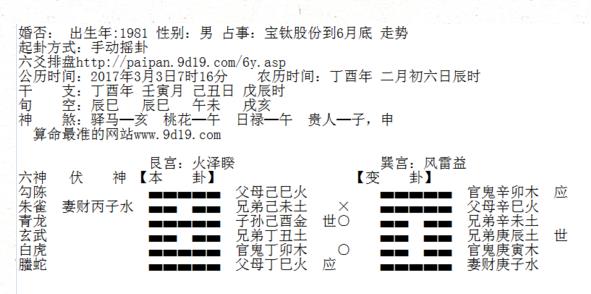 婚否： 出生年:1981 性别：男 占事：宝钛股份到6月底 走势
起卦方式：手动摇卦
六爻排盘http://paipan.9d19.com/6y.asp
公历时间：2017年3月3日7时16分 农历时间：丁酉年 二月初六日辰时
干 支：丁酉年 壬寅月 己丑日 戊辰时
旬 空：辰巳 辰巳 午未 戌亥
神 煞：驿马—亥 桃花—午 日禄—午 贵人—子，申
算命最准的网站www.9d19.com
艮宫：火泽睽 巽宫：风雷益
六神 伏 神 【本 卦】 【变 卦】
勾陈 父母己巳火 官鬼辛卯木 应
朱雀 妻财丙子水 兄弟己未土 × 父母辛巳火
青龙 子孙己酉金 世○ 兄弟辛未土
玄武 兄弟丁丑土 兄弟庚辰土 世
白虎 官鬼丁卯木 ○ 官鬼庚寅木
螣蛇 父母丁巳火 应 妻财庚子水